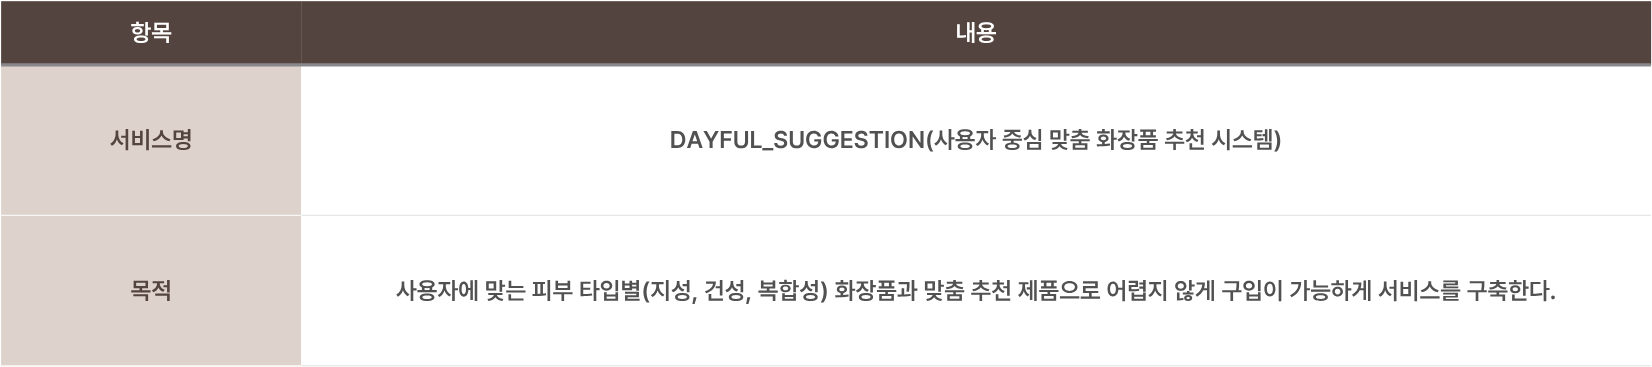 항목 내용
서비스명 DAYFUL_SUGGESTION(사용자 중심 맞춤 화장품 추천 시스템)
목적 사용자에 맞는 피부 타입별(지성, 건성, 복합성) 화장품과 맞춤 추천 제품으로 어렵지 않게 구입이 가능하게 서비스를 구축한다.